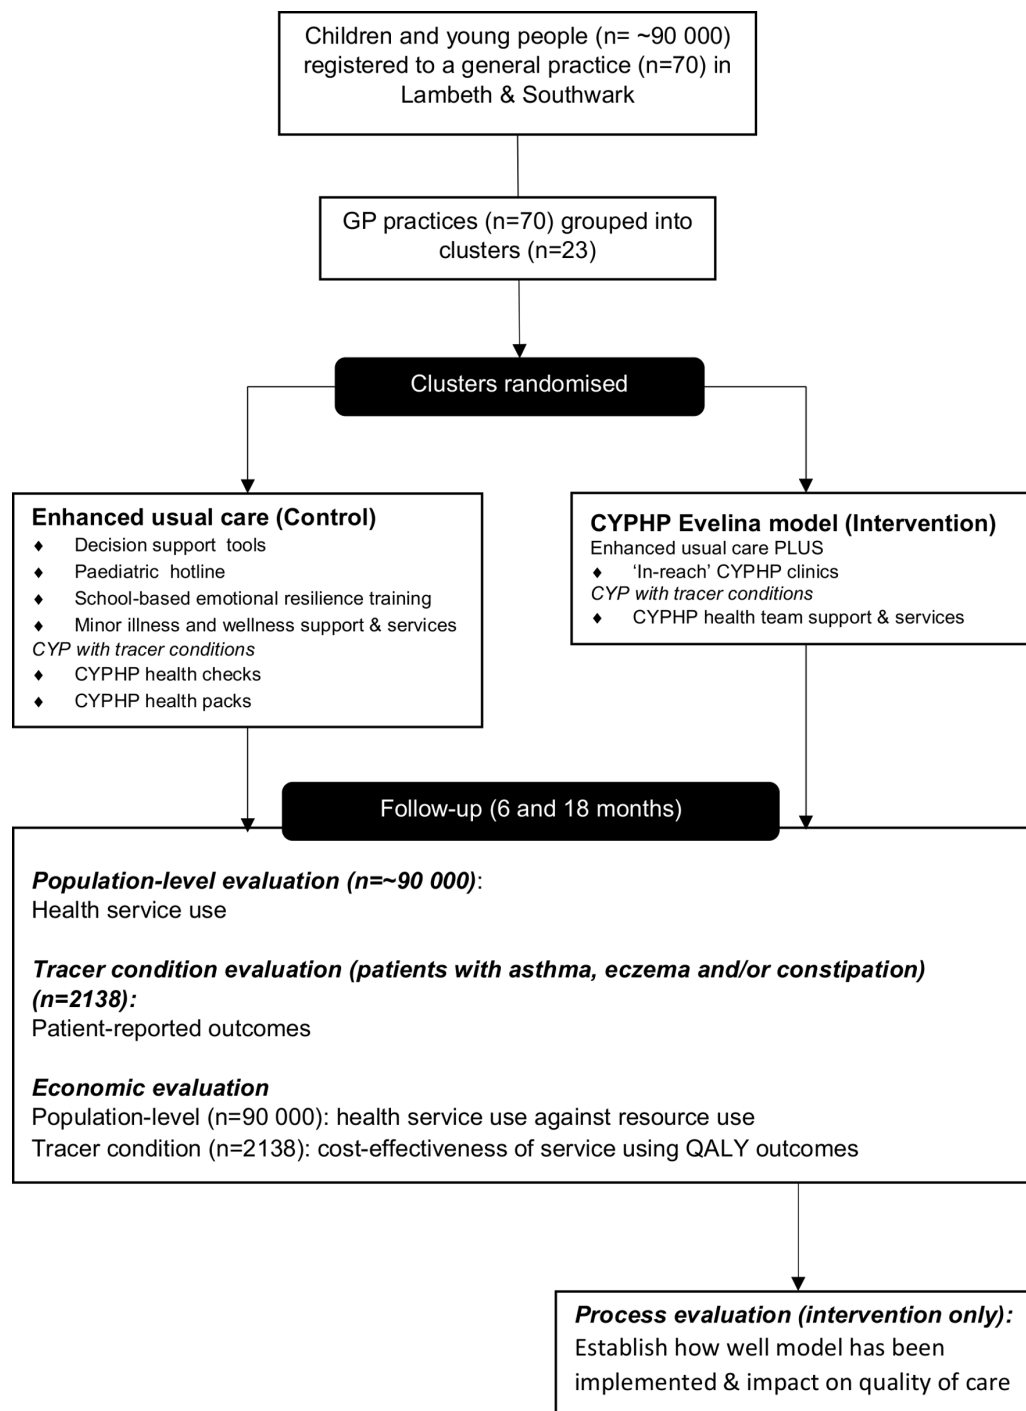 Children and young people (n= ~90 000)
registered to a general practice (n=70) in
Lambeth & Southwark
GP practices (n=70) grouped into
clusters (n=23)
Clusters randomised
Enhanced usual care (Control)
♦ Decision support tools
♦ Paediatric hotline
♦ School-based emotional resilience training
♦ Minor illness and wellness support & services
CYP with tracer conditions
♦ CYPHP health checks
♦ CYPHP health packs
CYPHP Evelina model (Intervention)
Enhanced usual care PLUS
♦ ‘In-reach’ CYPHP clinics
CYP with tracer conditions
♦ CYPHP health team support & services
Follow-up (6 and 18 months)
Population-level evaluation (n=~90 000):
Health service use
Tracer condition evaluation (patients with asthma, eczema and/or constipation)
(n=2138):
Patient-reported outcomes
Economic evaluation
Population-level (n=90 000): health service use against resource use
Tracer condition (n=2138): cost-effectiveness of service using QALY outcomes
Process evaluation (intervention only):
Establish how well model has been
implemented & impact on quality of care